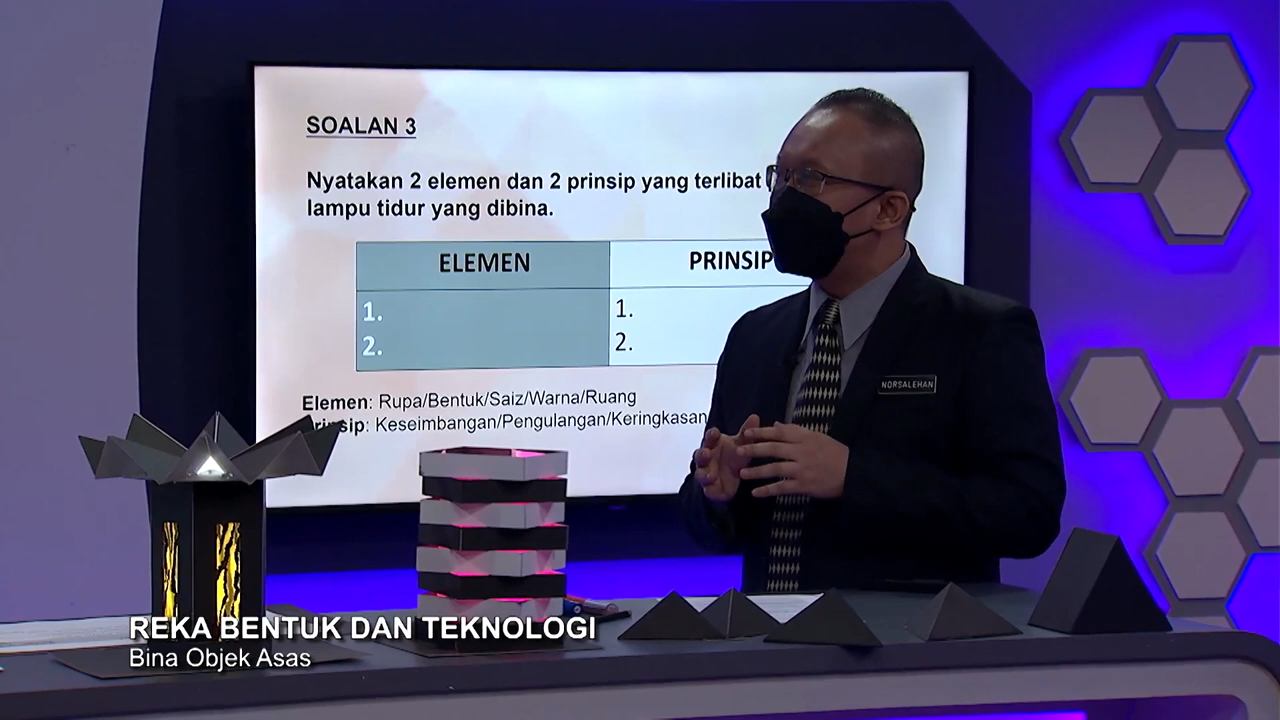 SOALAN 3
Nyatakan 2 elemen dan 2 prinsip yang terlibat
lampu tidur yang dibina.
ELEMEN PRINSIP
1. 1.
2. 2.
Elemen: Rupa/Bentuk/Saiz/Warna/Ruang
Keseimbangan/Pengulangan/Keringkasan
NORSALEHAN
REKA BENTUK DAN TEKNOLOGI
Bina Objek Asas